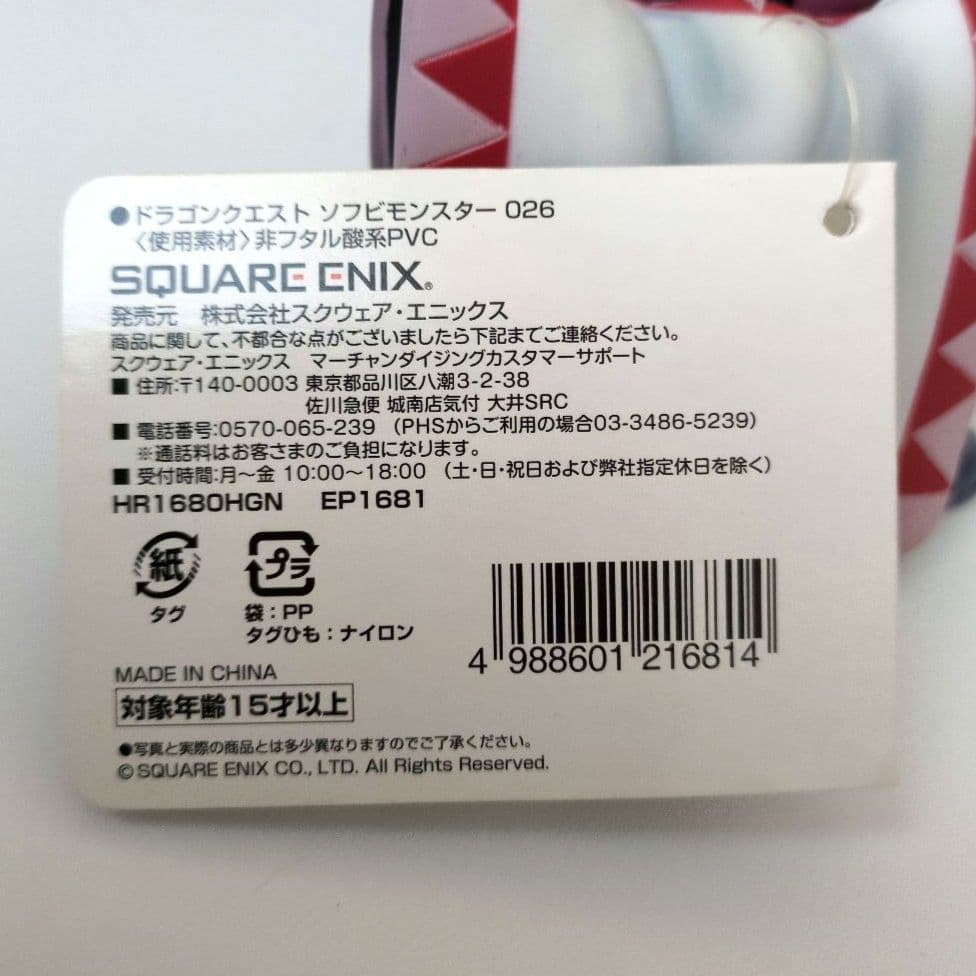 ●ドラゴンクエスト ソフビモンスター 026
〈使用素材〉非フタル酸系PVC
SQUARE ENIX®
発売元 株式会社スクウェア・エニックス
商品に関して、不都合な点がございましたら下記までご連絡ください。
スクウェア・エニックス マーチャンダイジングカスタマーサポート
■ 住所:〒140-0003 東京都品川区八潮3-2-38
佐川急便 城南店気付 大井SRC
■ 電話番号:0570-065-239 (PHSからご利用の場合03-3486-5239)
※通話料はお客さまのご負担になります。
■ 受付時間:月〜金 10:00〜18:00 (土・日・祝日および弊社指定休日を除く)
HR1680HGN EP1681
紙 プラ
タグ 袋:PP
タグひも:ナイロン
4 988601 216814
MADE IN CHINA
対象年齢15才以上
●写真と実際の商品とは多少異なりますのでご了承ください。
© SQUARE ENIX CO., LTD. All Rights Reserved.